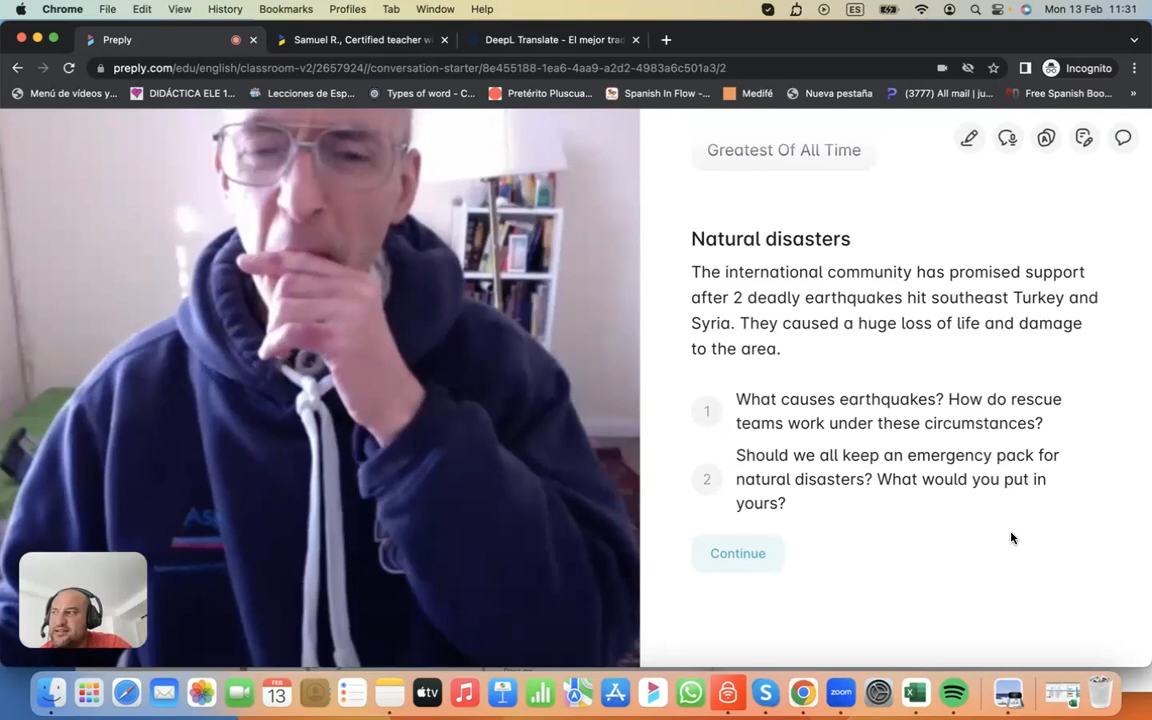 Chrome File Edit View History Bookmarks Profiles Tab Window Help ES Mon 13 Feb 11:31
Preply
Samuel R., Certified teacher w
DeepL Translate - El mejor trad
preply.com/edu/english/classroom-v2/2657924//conversation-starter/8e455188-1ea6-4aa9-a2d2-4983a6c501a3/2
Incognito
Menú de vídeos y... DIDÁCTICA ELE 1... Lecciones de Esp... Types of word - C... Pretérito Pluscua... Spanish In Flow -... Medifé Nueva pestaña (3777) All mail | ju... Free Spanish Boo... »
Greatest Of All Time
Natural disasters
The international community has promised support
after 2 deadly earthquakes hit southeast Turkey and
Syria. They caused a huge loss of life and damage
to the area.
1
What causes earthquakes? How do rescue
teams work under these circumstances?
2
Should we all keep an emergency pack for
natural disasters? What would you put in
yours?
Continue
FEB
13
tv
zoom